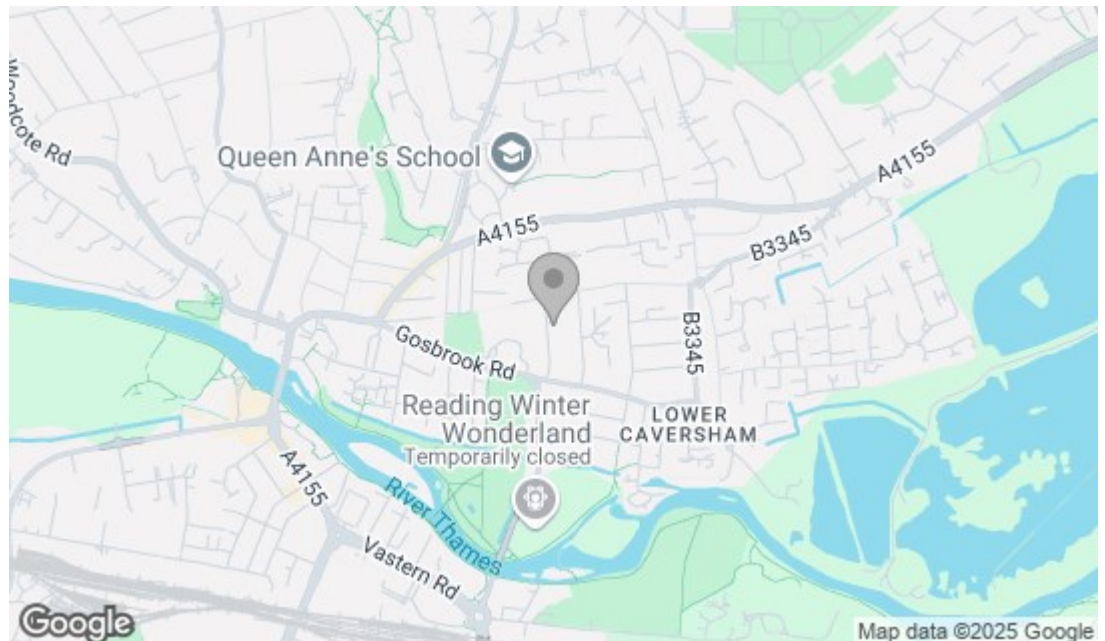 Woodcote Rd
Queen Anne's School
A4155
A4155
B3345
B3345
Gosbrook Rd
Reading Winter
Wonderland
Temporarily closed
LOWER
CAVERSHAM
A4155
River Thames
Vastern Rd
Google
Map data ©2025 Google